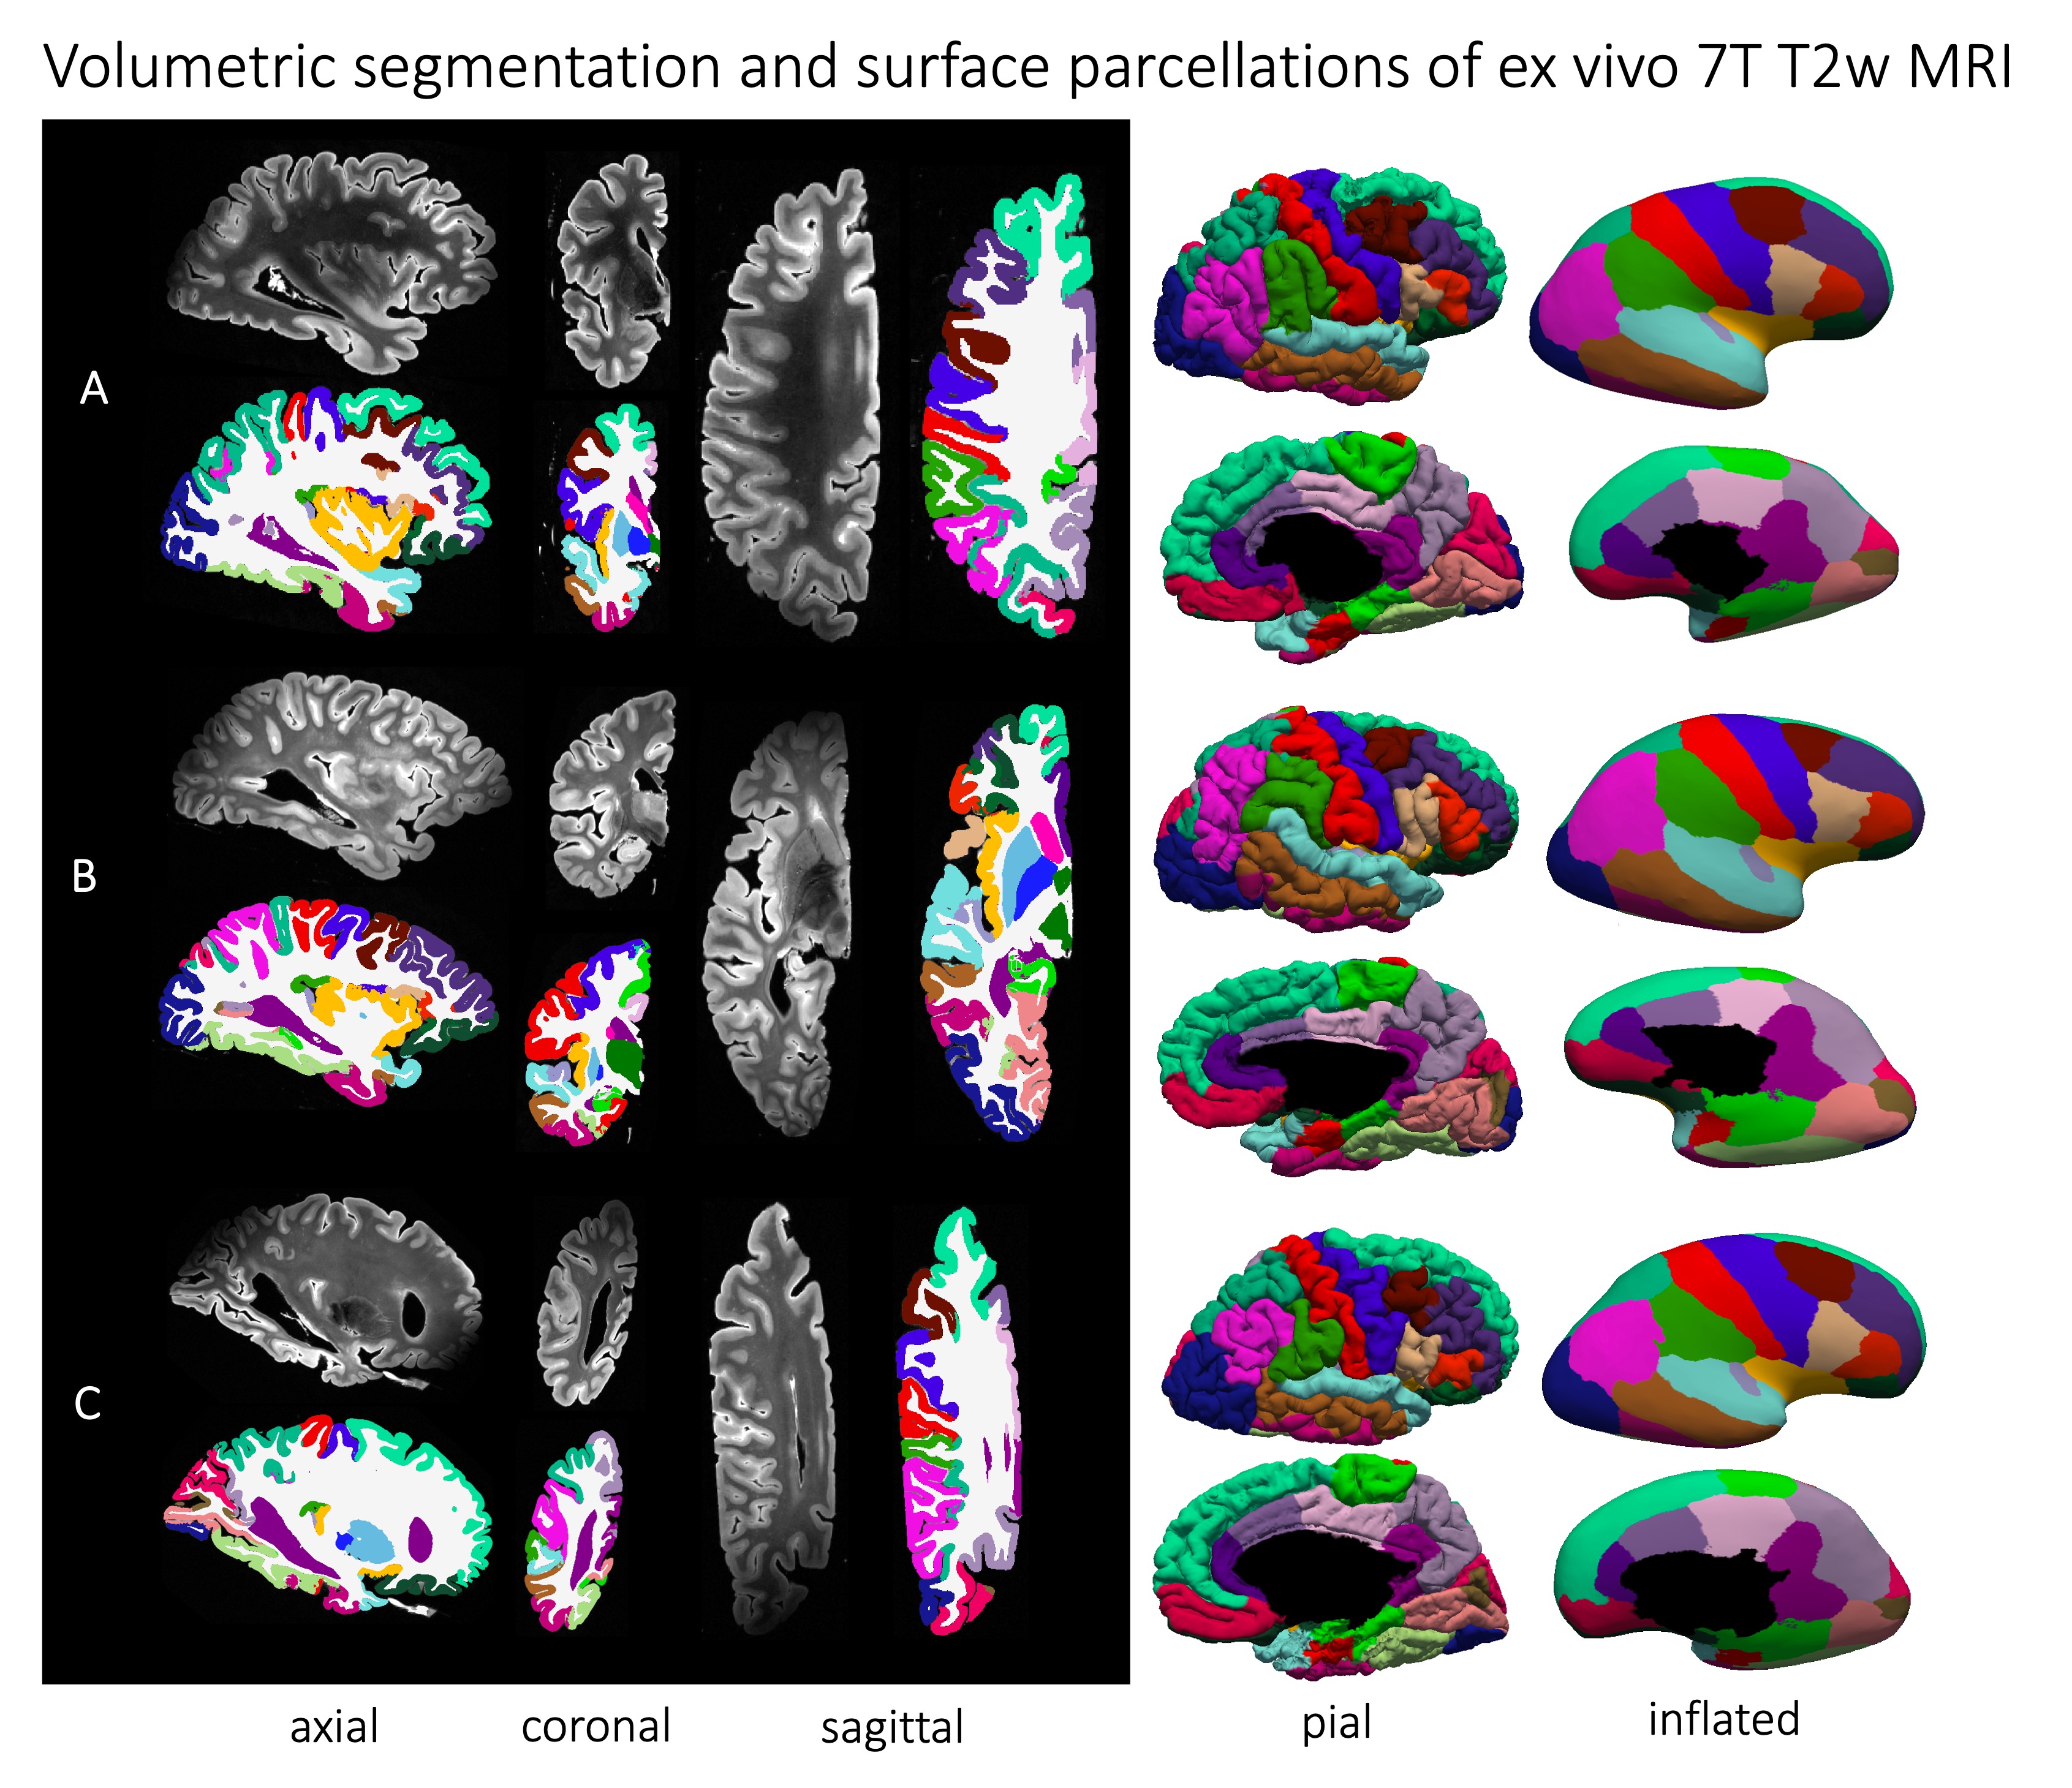 Volumetric segmentation and surface parcellations of ex vivo 7T T2w MRI
A
B
C
axial coronal sagittal pial inflated